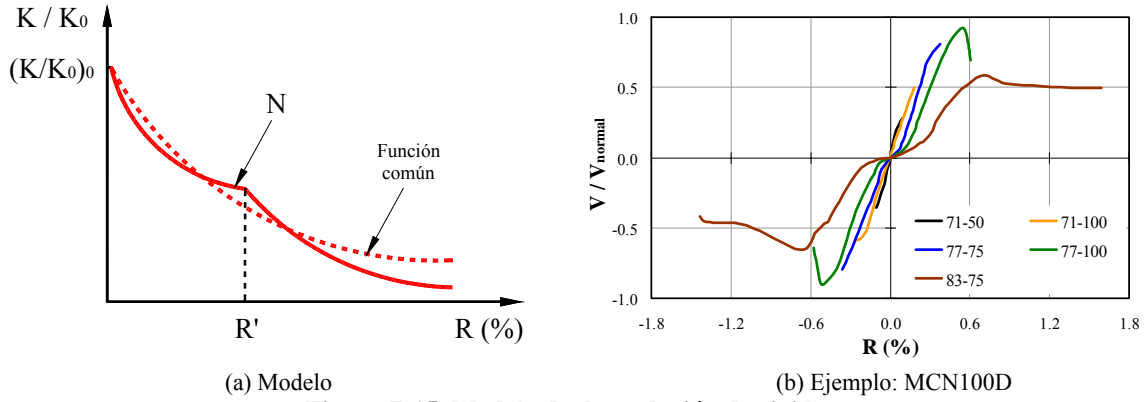 K / K0
(K/K0)0
N
Función
común
R'
R (%)
(a) Modelo
1.0
0.5
0.0
-0.5
-1.0
V / Vnormal
-1.8
-1.2
-0.6
0.0
0.6
1.2
1.8
R (%)
71-50
71-100
77-75
77-100
83-75
(b) Ejemplo: MCN100D